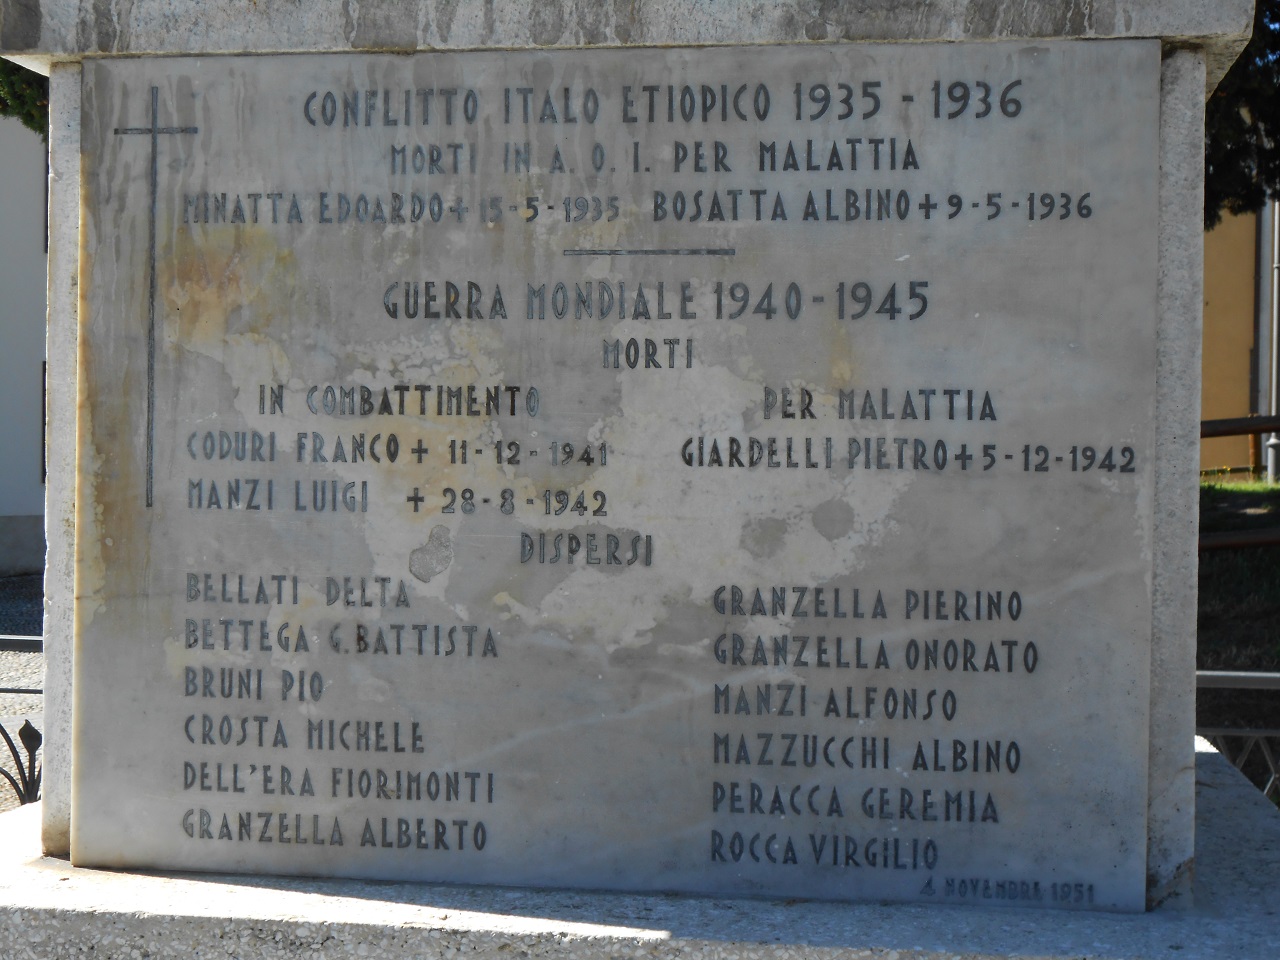 CONFLITTO ITALO ETIOPICO 1935 - 1936
MORTI IN A. O. I. PER MALATTIA
MINATTA EDOARDO + 15 - 5 - 1935 BOSATTA ALBINO + 9 - 5 - 1936
GUERRA MONDIALE 1940 - 1945
MORTI
IN COMBATTIMENTO
CODURI FRANCO + 11 - 12 - 1941
MANZI LUIGI + 28 - 8 - 1942
PER MALATTIA
GIARDELLI PIETRO + 5 - 12 - 1942
DISPERSI
BELLATI DELTA
BETTEGA G. BATTISTA
BRUNI PIO
CROSTA MICHELE
DELL'ERA FIORIMONTI
GRANZELLA ALBERTO
GRANZELLA PIERINO
GRANZELLA ONORATO
MANZI ALFONSO
MAZZUCCHI ALBINO
PERACCA GEREMIA
ROCCA VIRGILIO
4 NOVEMBRE 1951